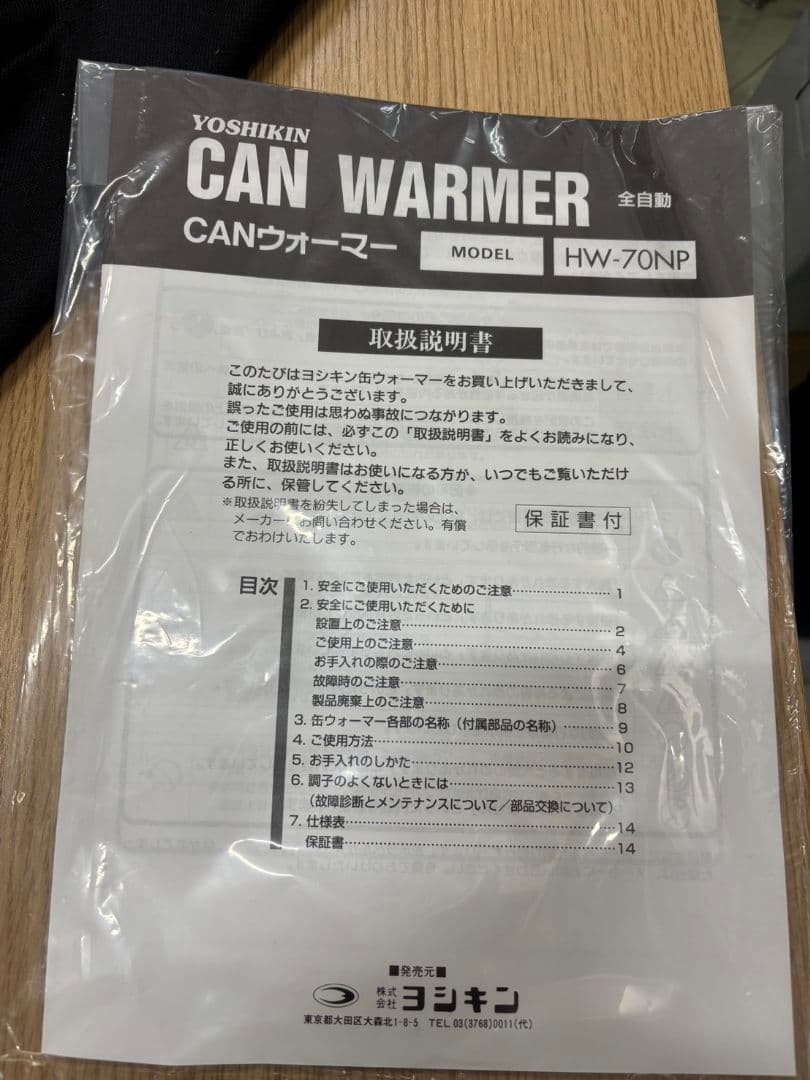 YOSHIKIN
CAN WARMER 全自動
CANウォーマー MODEL HW-70NP
取扱説明書
このたびはヨシキン缶ウォーマーをお買い上げいただきまして、
誠にありがとうございます。
誤ったご使用は思わぬ事故につながります。
ご使用の前には、必ずこの「取扱説明書」をよくお読みになり、
正しくお使いください。
また、取扱説明書はお使いになる方が、いつでもご覧いただけ
る所に、保管してください。
※取扱説明書を紛失してしまった場合は、
メーカー お問い合わせください。有償
でおわけいたします。
保証書付
目次
1. 安全にご使用いただくためのご注意 1
2. 安全にご使用いただくために
設置上のご注意 2
ご使用上のご注意 4
お手入れの際のご注意 6
故障時のご注意 7
製品廃棄上のご注意 8
3. 缶ウォーマー各部の名称（付属部品の名称） 9
4. ご使用方法 10
5. お手入れのしかた 12
6. 調子のよくないときには 13
（故障診断とメンテナンスについて／部品交換について）
7. 仕様表 14
保証書 14
■発売元■
株式会社 ヨシキン
東京都大田区大森北1-8-5 TEL 03(3768)0011(代)